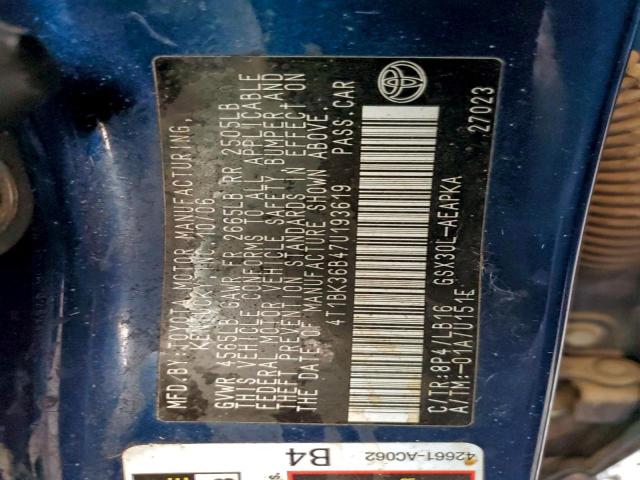 MFD.BY: TOYOTA MOTOR MANUFACTURING,
KENTUCKY, INC. 10/06
GVWR 4565LB GAWR FR 2665LB RR 2505LB
THIS VEHICLE CONFORMS TO ALL APPLICABLE
FEDERAL MOTOR VEHICLE SAFETY, BUMPER, AND
THEFT PREVENTION STANDARDS IN EFFECT ON
THE DATE OF MANUFACTURE SHOWN ABOVE.
4T1BK36B47U193619 PASS.CAR
C/TR:8P4/LB16 GSX30L-AEAPKA
A/TM:-01A/U151E 27023
42661-AC062
B4